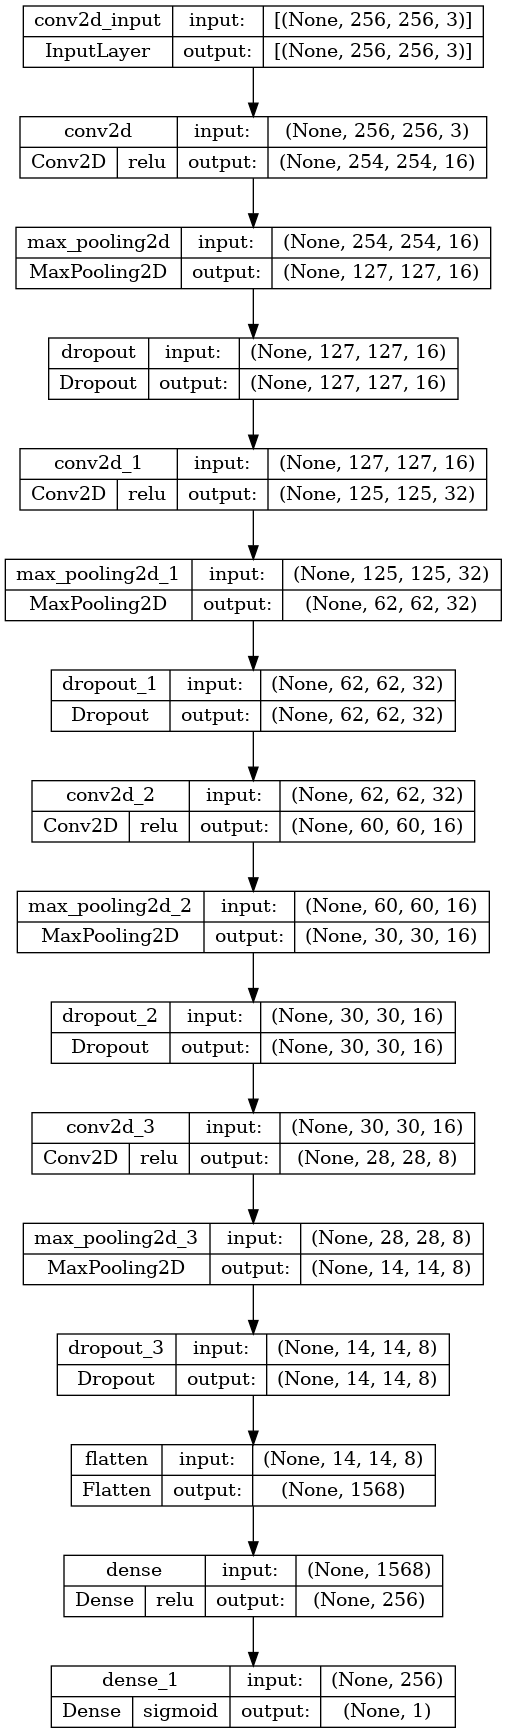 conv2d_input input: [(None, 256, 256, 3)]
InputLayer output: [(None, 256, 256, 3)]
conv2d input: (None, 256, 256, 3)
Conv2D relu output: (None, 254, 254, 16)
max_pooling2d input: (None, 254, 254, 16)
MaxPooling2D output: (None, 127, 127, 16)
dropout input: (None, 127, 127, 16)
Dropout output: (None, 127, 127, 16)
conv2d_1 input: (None, 127, 127, 16)
Conv2D relu output: (None, 125, 125, 32)
max_pooling2d_1 input: (None, 125, 125, 32)
MaxPooling2D output: (None, 62, 62, 32)
dropout_1 input: (None, 62, 62, 32)
Dropout output: (None, 62, 62, 32)
conv2d_2 input: (None, 62, 62, 32)
Conv2D relu output: (None, 60, 60, 16)
max_pooling2d_2 input: (None, 60, 60, 16)
MaxPooling2D output: (None, 30, 30, 16)
dropout_2 input: (None, 30, 30, 16)
Dropout output: (None, 30, 30, 16)
conv2d_3 input: (None, 30, 30, 16)
Conv2D relu output: (None, 28, 28, 8)
max_pooling2d_3 input: (None, 28, 28, 8)
MaxPooling2D output: (None, 14, 14, 8)
dropout_3 input: (None, 14, 14, 8)
Dropout output: (None, 14, 14, 8)
flatten input: (None, 14, 14, 8)
Flatten output: (None, 1568)
dense input: (None, 1568)
Dense relu output: (None, 256)
dense_1 input: (None, 256)
Dense sigmoid output: (None, 1)